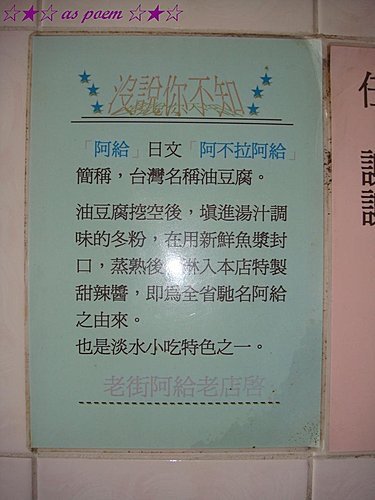 ☆★☆ as poem ☆★☆
沒說你不知
「阿給」日文「阿不拉阿給」
簡稱，台灣名稱油豆腐。
油豆腐挖空後，填進湯汁調
味的冬粉，在用新鮮魚漿封
口，蒸熟後淋入本店特製
甜辣醬，即為全省馳名阿給
之由來。
也是淡水小吃特色之一。
老街阿給老店啓